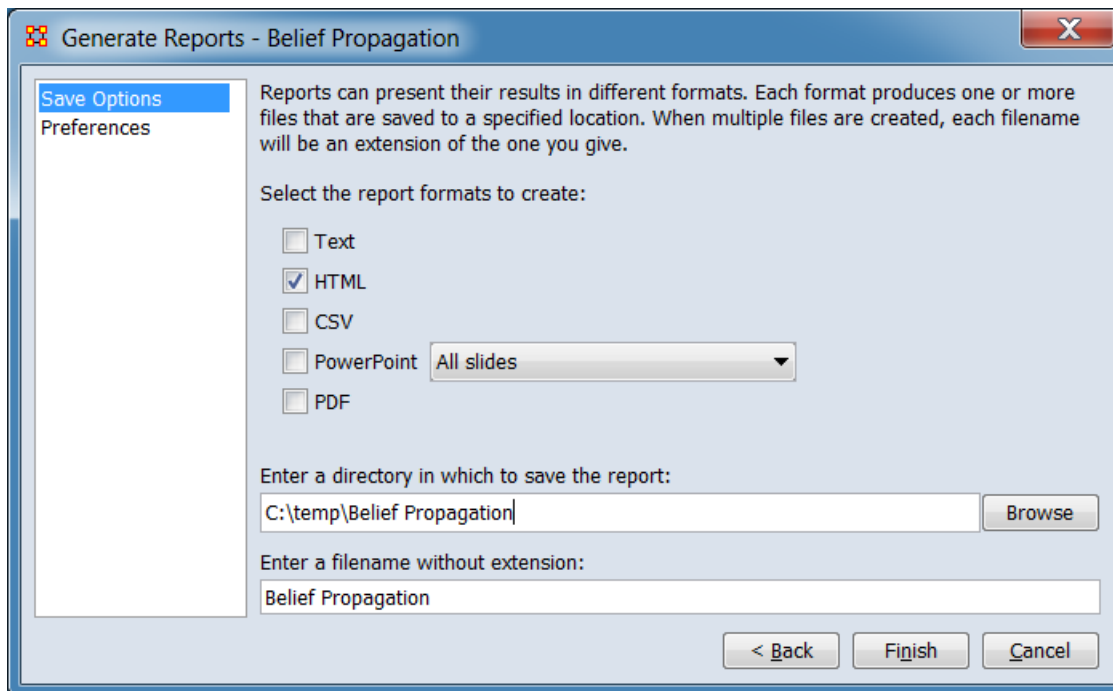 Generate Reports - Belief Propagation
X
Save Options
Preferences
Reports can present their results in different formats. Each format produces one or more
files that are saved to a specified location. When multiple files are created, each filename
will be an extension of the one you give.
Select the report formats to create:
Text
HTML
CSV
PowerPoint All slides
PDF
Enter a directory in which to save the report:
C:\temp\Belief Propagation Browse
Enter a filename without extension:
Belief Propagation
< Back Finish Cancel